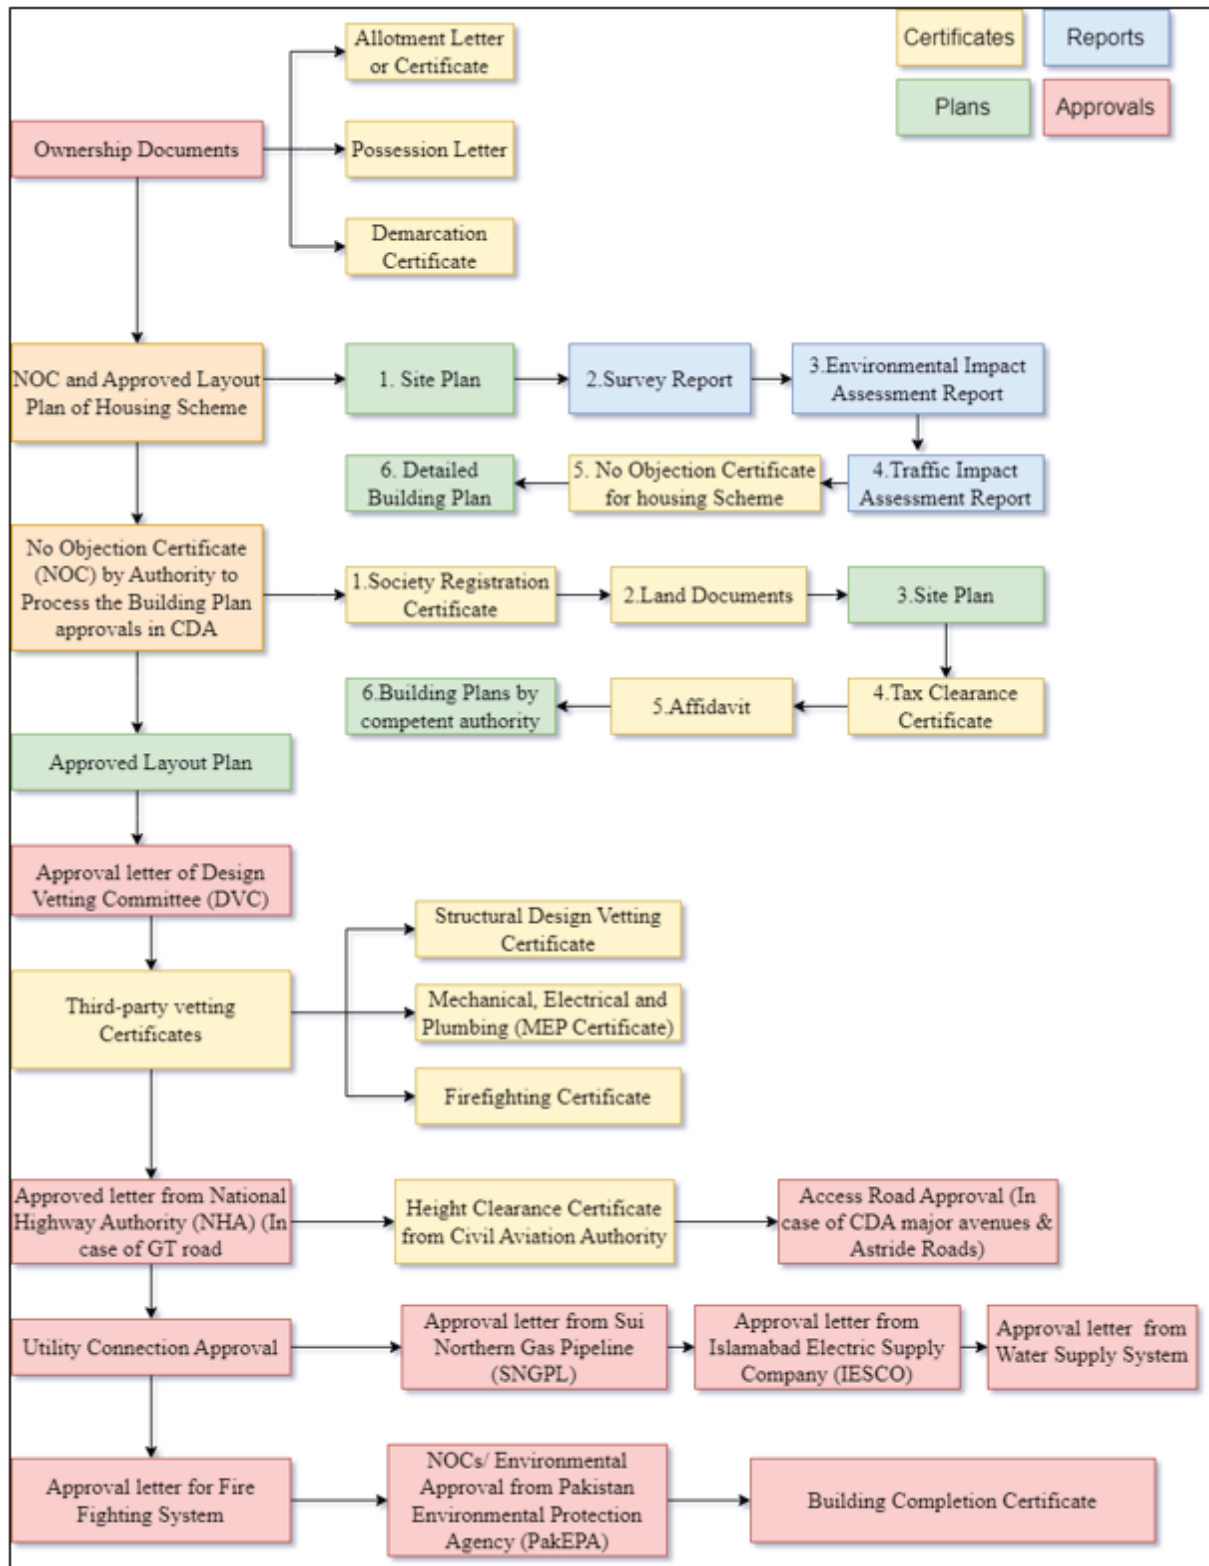 Allotment Letter
or Certificate
Certificates
Reports
Plans
Approvals
Ownership Documents
Possession Letter
Demarcation
Certificate
NOC and Approved Layout
Plan of Housing Scheme
1. Site Plan
2.Survey Report
3.Environmental Impact
Assessment Report
6. Detailed
Building Plan
5. No Objection Certificate
for housing Scheme
4.Traffic Impact
Assessment Report
No Objection Certificate
(NOC) by Authority to
Process the Building Plan
approvals in CDA
1.Society Registration
Certificate
2.Land Documents
3.Site Plan
6.Building Plans by
competent authority
5.Affidavit
4.Tax Clearance
Certificate
Approved Layout Plan
Approval letter of Design
Vetting Committee (DVC)
Structural Design Vetting
Certificate
Third-party vetting
Certificates
Mechanical, Electrical and
Plumbing (MEP Certificate)
Firefighting Certificate
Approved letter from National
Highway Authority (NHA) (In
case of GT road
Height Clearance Certificate
from Civil Aviation Authority
Access Road Approval (In
case of CDA major avenues &
Astride Roads)
Utility Connection Approval
Approval letter from Sui
Northern Gas Pipeline
(SNGPL)
Approval letter from
Islamabad Electric Supply
Company (IESCO)
Approval letter from
Water Supply System
Approval letter for Fire
Fighting System
NOCs/ Environmental
Approval from Pakistan
Environmental Protection
Agency (PakEPA)
Building Completion Certificate